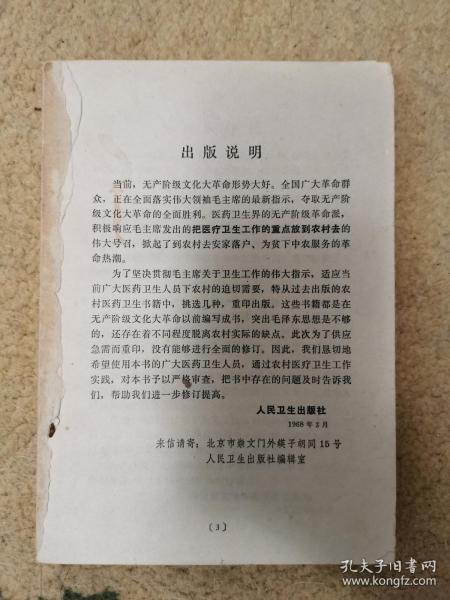 出版说明
当前，无产阶级文化大革命形势大好。全国广大革命群
众，正在全面落实伟大领袖毛主席的最新指示，夺取无产阶
级文化大革命的全面胜利。医药卫生界的无产阶级革命派，
积极响应毛主席发出的把医疗卫生工作的重点放到农村去的
伟大号召，掀起了到农村去安家落户、为贫下中农服务的革
命热潮。
为了坚决贯彻毛主席关于卫生工作的伟大指示，适应当
前广大医药卫生人员下农村的迫切需要，特从过去出版的农
村医药卫生书籍中，挑选几种，重印出版。这些书籍都是在
无产阶级文化大革命以前编写成书，突出毛泽东思想是不够
的，还存在着不同程度脱离农村实际的缺点。此次为了供应
急需而重印，没有能够进行全面的修订。因此，我们恳切地
希望使用本书的广大医药卫生人员，通过农村医疗卫生工作
实践，对本书予以严格审查，把书中存在的问题及时告诉我
们，帮助我们进一步修订提高。
人民卫生出版社
1968年3月
来信请寄：北京市崇文门外䕨子胡同15号
人民卫生出版社编辑室
〔3〕
孔夫子旧书网
www.kongfz.com